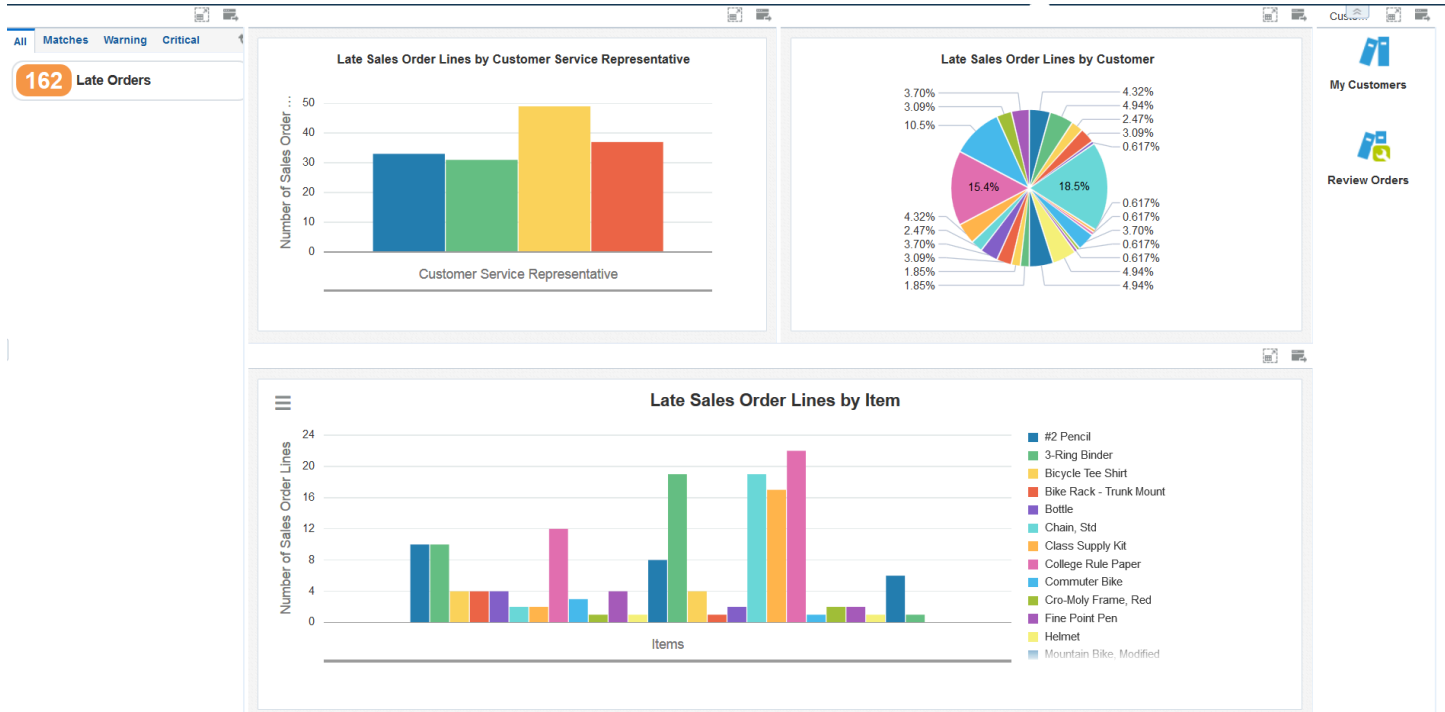 Custo...
All Matches Warning Critical
162 Late Orders
Late Sales Order Lines by Customer Service Representative
Number of Sales Order ...
50
40
30
20
10
0
Customer Service Representative
Late Sales Order Lines by Customer
3.70%
3.09%
10.5%
15.4%
4.32%
2.47%
3.70%
3.09%
1.85%
1.85%
4.32%
4.94%
2.47%
3.09%
0.617%
18.5%
0.617%
0.617%
3.70%
0.617%
0.617%
4.94%
4.94%
My Customers
Review Orders
Late Sales Order Lines by Item
Number of Sales Order Lines
24
20
16
12
8
4
0
Items
#2 Pencil
3-Ring Binder
Bicycle Tee Shirt
Bike Rack - Trunk Mount
Bottle
Chain, Std
Class Supply Kit
College Rule Paper
Commuter Bike
Cro-Moly Frame, Red
Fine Point Pen
Helmet
Mountain Bike, Modified